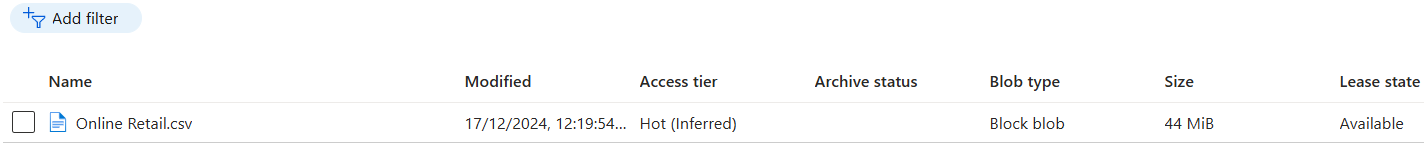 Add filter
Name Modified Access tier Archive status Blob type Size Lease state
Online Retail.csv 17/12/2024, 12:19:54... Hot (Inferred) Block blob 44 MiB Available